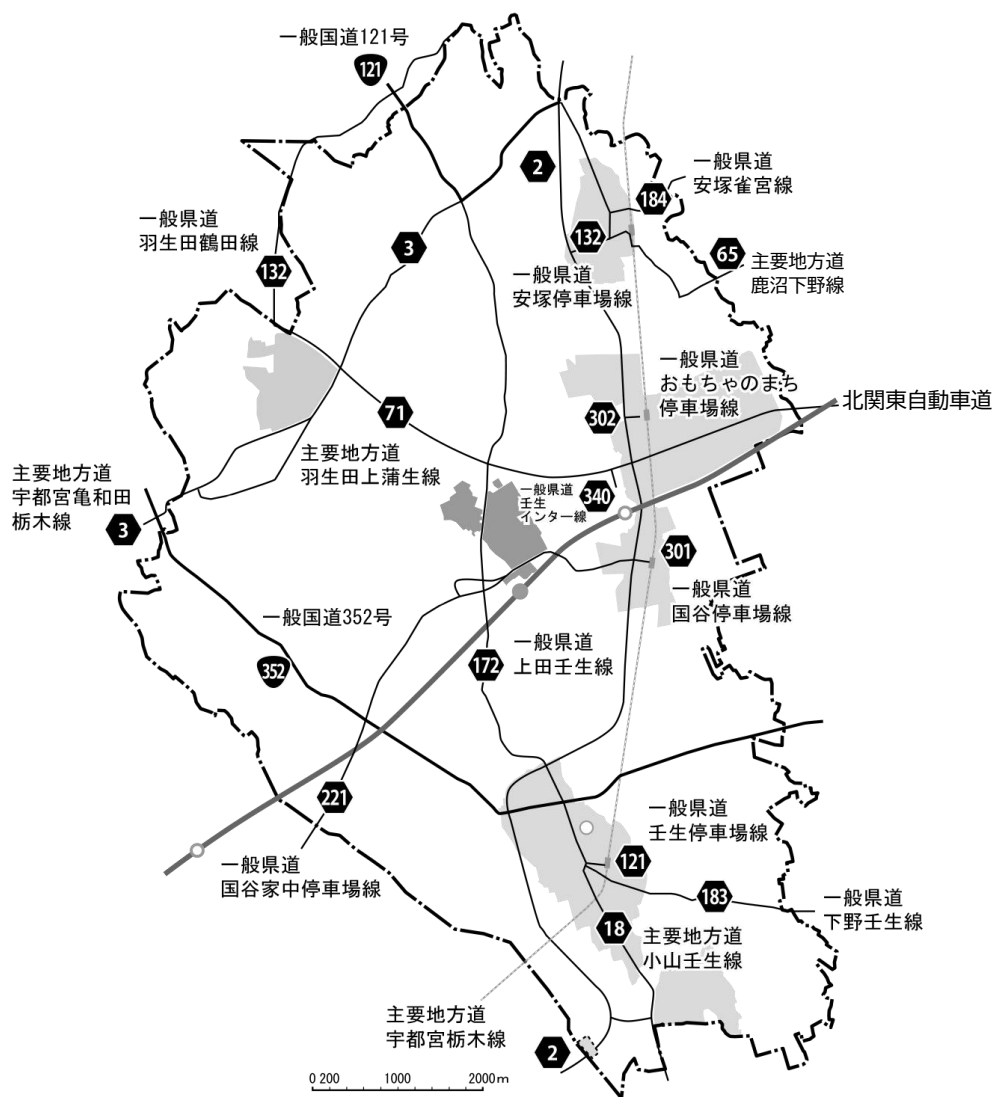 一般国道121号
121
2
一般県道
安塚雀宮線
184
一般県道
羽生田鶴田線
132
3
132
65
主要地方道
鹿沼下野線
一般県道
安塚停車場線
一般県道
おもちゃのまち
停車場線
北関東自動車道
71
302
主要地方道
羽生田上蒲生線
主要地方道
宇都宮亀和田
栃木線
3
340
一般県道
壬生
インター線
301
一般県道
国谷停車場線
一般国道352号
352
172
一般県道
上田壬生線
221
一般県道
国谷家中停車場線
一般県道
壬生停車場線
121
183
一般県道
下野壬生線
18
主要地方道
小山壬生線
主要地方道
宇都宮栃木線
2
0 200 1000 2000m